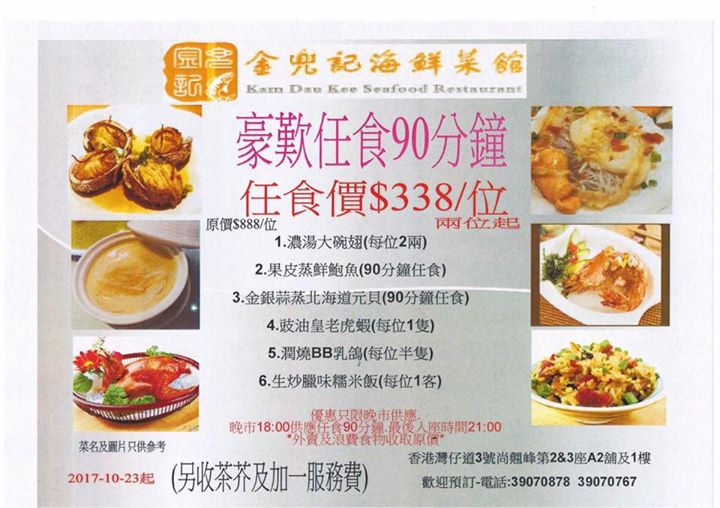 金兜記海鮮菜館
Kam Dau Kee Seafood Restaurant
豪歎任食90分鐘
任食價$338/位
原價$888/位
兩位起
1.濃湯大碗翅(每位2兩)
2.果皮蒸鮮鮑魚(90分鐘任食)
3.金銀蒜蒸北海道元貝(90分鐘任食)
4.豉油皇老虎蝦(每位1隻)
5.潤燒BB乳鴿(每位半隻)
6.生炒臘味糯米飯(每位1客)
優惠只限晚市供應.
晚市18:00供應任食90分鐘.最後入座時間21:00
*外賣及浪費食物收取原價*
菜名及圖片只供參考
香港灣仔道3號尚翹峰第2&3座A2舖及1樓
2017-10-23起
(另收茶芥及加一服務費)
歡迎預訂-電話:39070878 39070767